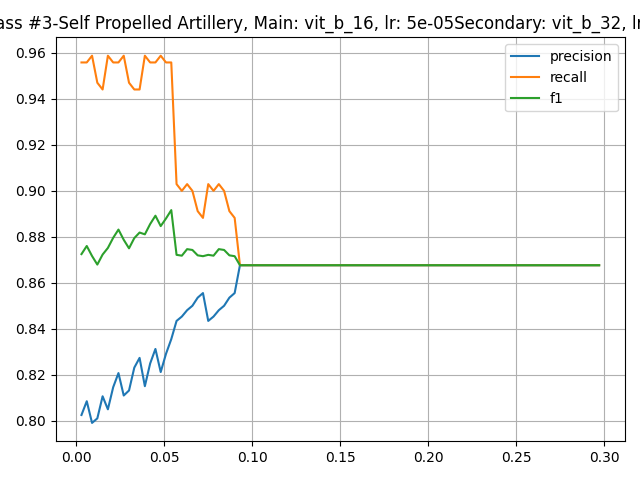 ass #3-Self Propelled Artillery, Main: vit_b_16, lr: 5e-05Secondary: vit_b_32, lr
precision
recall
f1
0.96
0.94
0.92
0.90
0.88
0.86
0.84
0.82
0.80
0.00 0.05 0.10 0.15 0.20 0.25 0.30